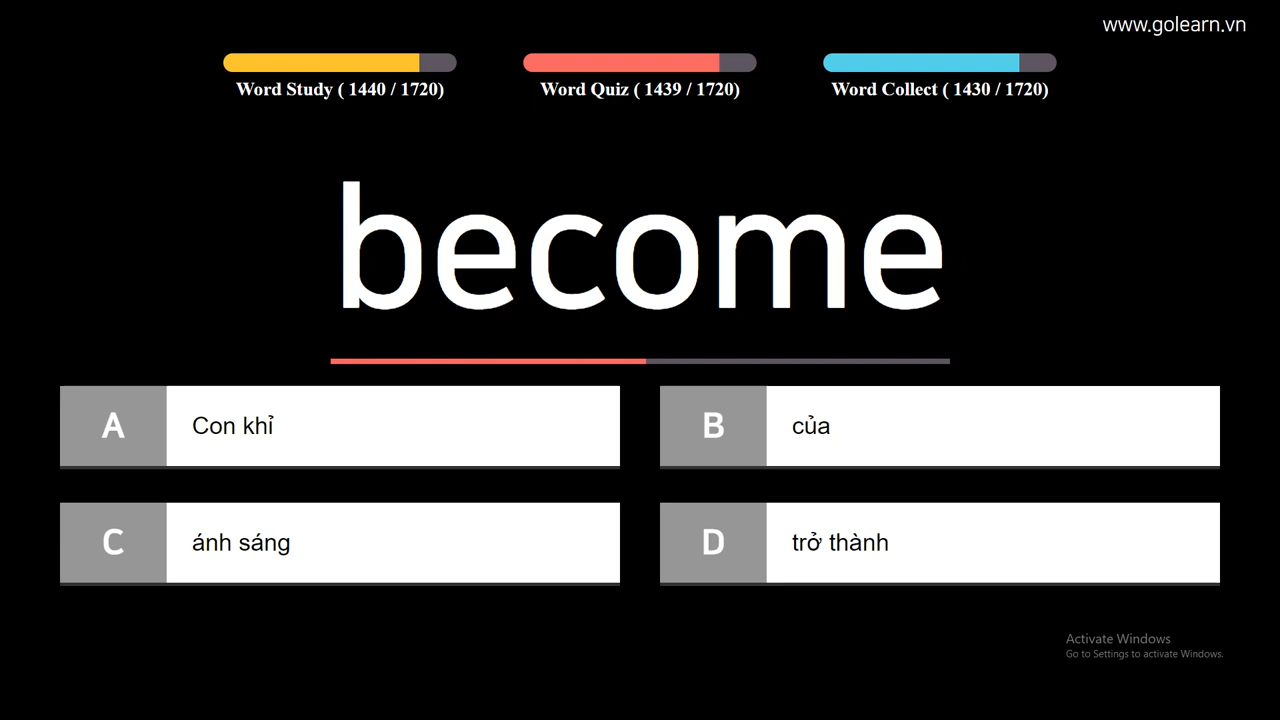 www.golearn.vn
Word Study ( 1440 / 1720)
Word Quiz ( 1439 / 1720)
Word Collect ( 1430 / 1720)
become
A Con khỉ
B của
C ánh sáng
D trở thành
Activate Windows
Go to Settings to activate Windows.